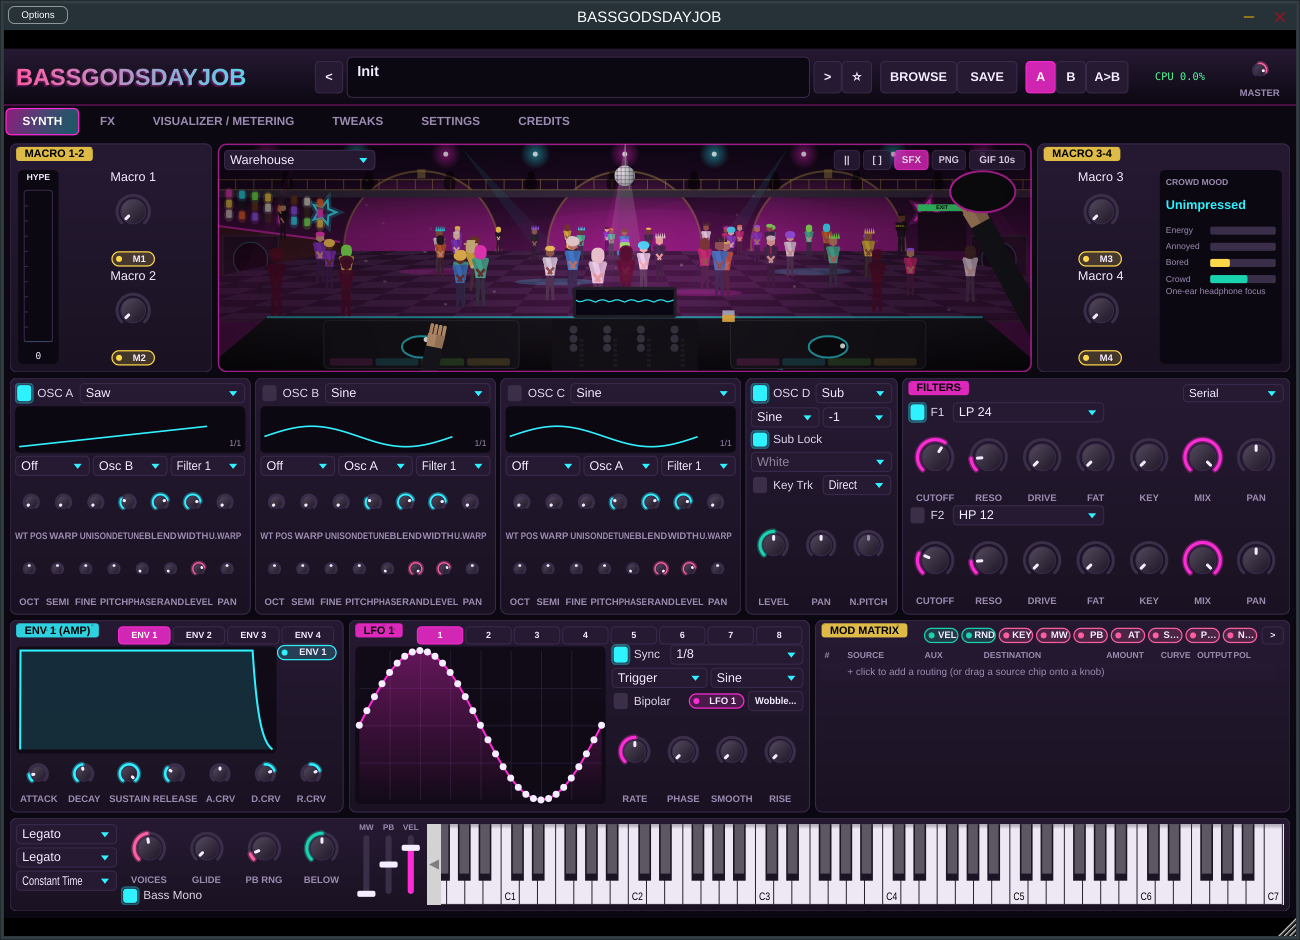 Options
BASSGODSDAYJOB
BASSGODSDAYJOB
<
Init
>
☆
BROWSE
SAVE
A
B
A>B
CPU 0.0%
MASTER
SYNTH
FX
VISUALIZER / METERING
TWEAKS
SETTINGS
CREDITS
MACRO 1-2
HYPE
0
Macro 1
M1
Macro 2
M2
Warehouse
||
[ ]
SFX
PNG
GIF 10s
EXIT
MACRO 3-4
Macro 3
M3
Macro 4
M4
CROWD MOOD
Unimpressed
Energy
Annoyed
Bored
Crowd
One-ear headphone focus
OSC A
Saw
1/1
Off
Osc B
Filter 1
WT POS WARP UNISON DETUNE BLEND WIDTH U.WARP
OCT SEMI FINE PITCH PHASE RAND LEVEL PAN
OSC B
Sine
1/1
Off
Osc A
Filter 1
WT POS WARP UNISON DETUNE BLEND WIDTH U.WARP
OCT SEMI FINE PITCH PHASE RAND LEVEL PAN
OSC C
Sine
1/1
Off
Osc A
Filter 1
WT POS WARP UNISON DETUNE BLEND WIDTH U.WARP
OCT SEMI FINE PITCH PHASE RAND LEVEL PAN
OSC D
Sub
Sine
-1
Sub Lock
White
Key Trk
Direct
LEVEL PAN N.PITCH
FILTERS
Serial
F1
LP 24
CUTOFF RESO DRIVE FAT KEY MIX PAN
F2
HP 12
CUTOFF RESO DRIVE FAT KEY MIX PAN
ENV 1 (AMP)
ENV 1
ENV 2
ENV 3
ENV 4
ENV 1
ATTACK DECAY SUSTAIN RELEASE A.CRV D.CRV R.CRV
LFO 1
1 2 3 4 5 6 7 8
Sync
1/8
Trigger
Sine
Bipolar
LFO 1
Wobble...
RATE PHASE SMOOTH RISE
MOD MATRIX
VEL RND KEY MW PB AT S... P... N... >
# SOURCE AUX DESTINATION AMOUNT CURVE OUTPUT POL
+ click to add a routing (or drag a source chip onto a knob)
Legato
Legato
Constant Time
VOICES GLIDE PB RNG BELOW
Bass Mono
MW PB VEL
C1 C2 C3 C4 C5 C6 C7